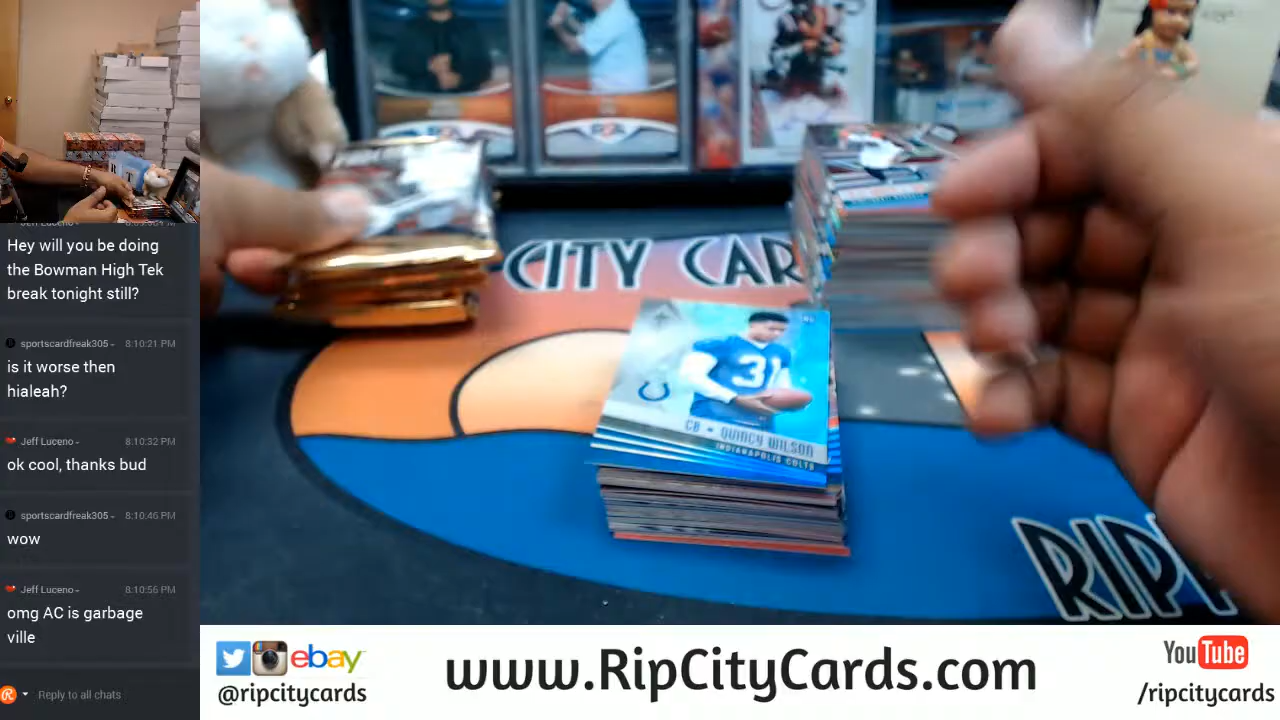 Hey will you be doing
the Bowman High Tek
break tonight still?
sportscardfreak305 - 8:10:21 PM
is it worse then
hialeah?
Jeff Luceno - 8:10:32 PM
ok cool, thanks bud
sportscardfreak305 - 8:10:46 PM
wow
Jeff Luceno - 8:10:56 PM
omg AC is garbage
ville
Reply to all chats
CITY CAR
31
CB • QUINCY WILSON
INDIANAPOLIS COLTS
RIP
ebay
@ripcitycards
www.RipCityCards.com
YouTube
/ripcitycards